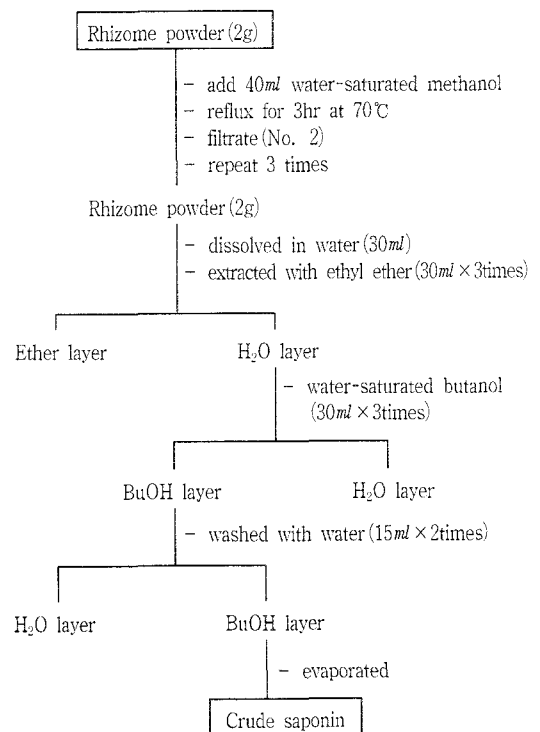 Rhizome powder(2g)
- add 40ml water-saturated methanol
- reflux for 3hr at 70℃
- filtrate(No. 2)
- repeat 3 times
Rhizome powder(2g)
- dissolved in water(30ml)
- extracted with ethyl ether(30ml×3times)
Ether layer
H₂O layer
- water-saturated butanol
(30ml×3times)
BuOH layer
H₂O layer
- washed with water(15ml×2times)
H₂O layer
BuOH layer
- evaporated
Crude saponin